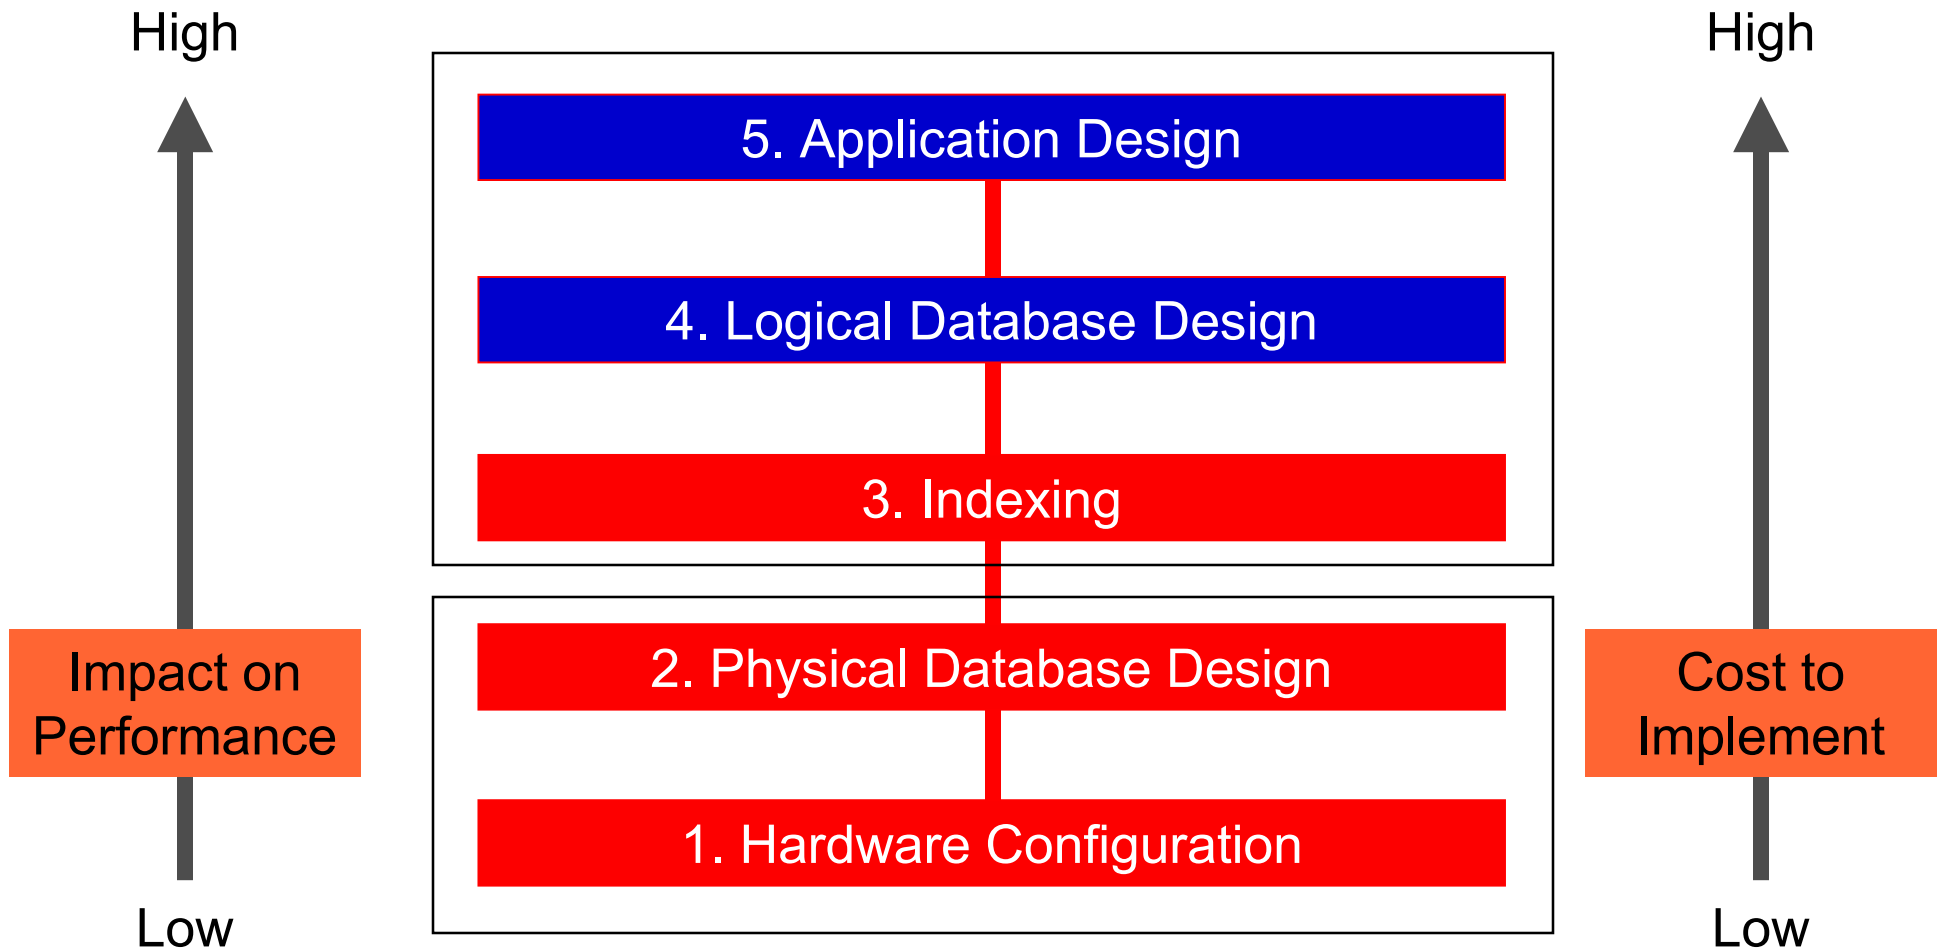 High
High
5. Application Design
4. Logical Database Design
3. Indexing
2. Physical Database Design
Impact on
Performance
Cost to
Implement
1. Hardware Configuration
Low
Low